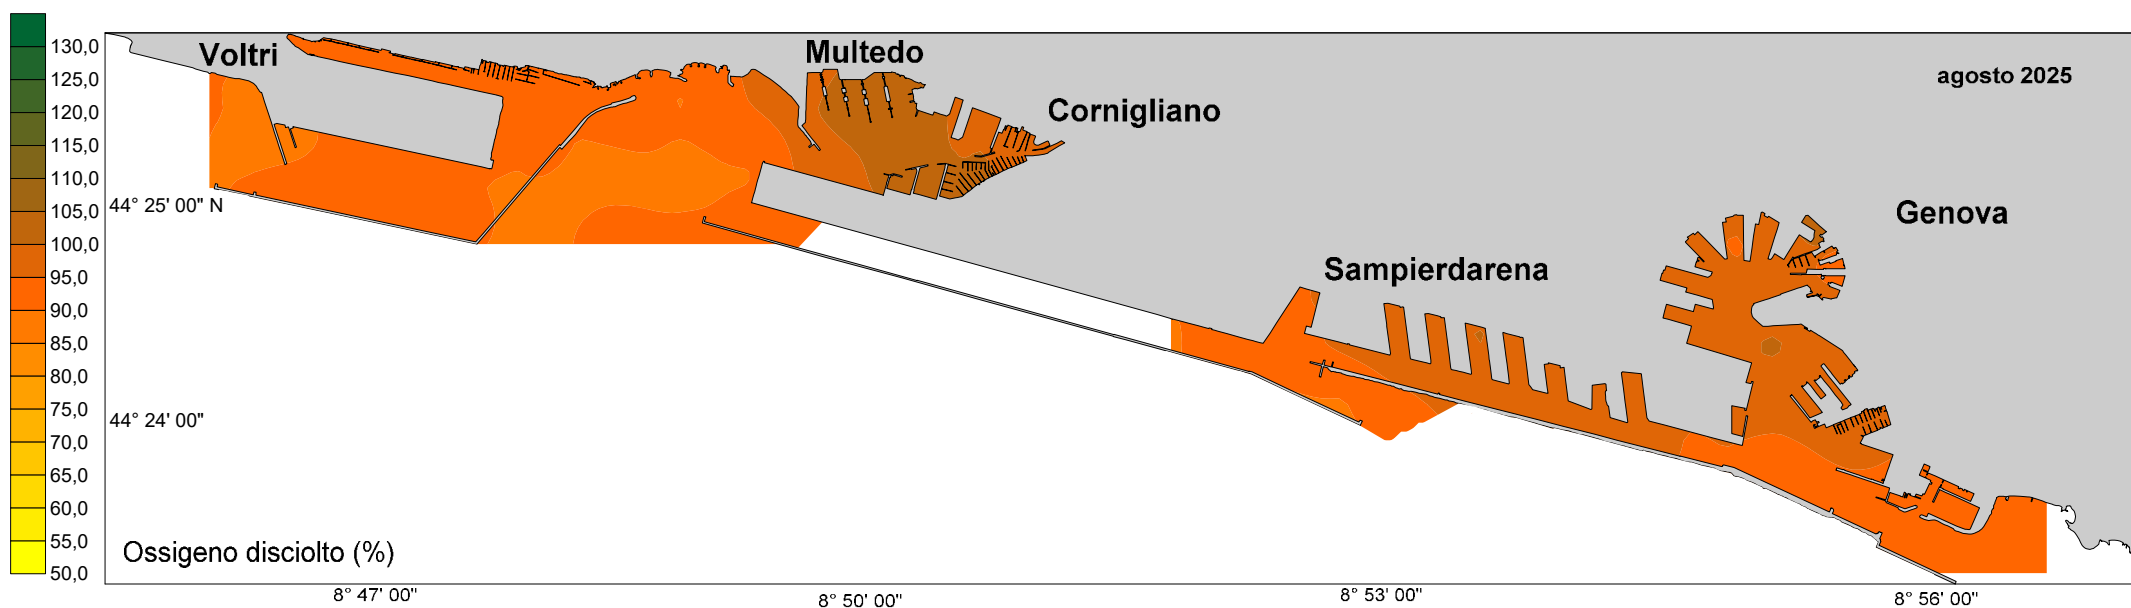 Voltri
Multedo
Cornigliano
agosto 2025
Genova
Sampierdarena
130,0
125,0
120,0
115,0
110,0
105,0
100,0
95,0
90,0
85,0
80,0
75,0
70,0
65,0
60,0
55,0
50,0
44° 25' 00" N
44° 24' 00"
Ossigeno disciolto (%)
8° 47' 00"
8° 50' 00"
8° 53' 00"
8° 56' 00"